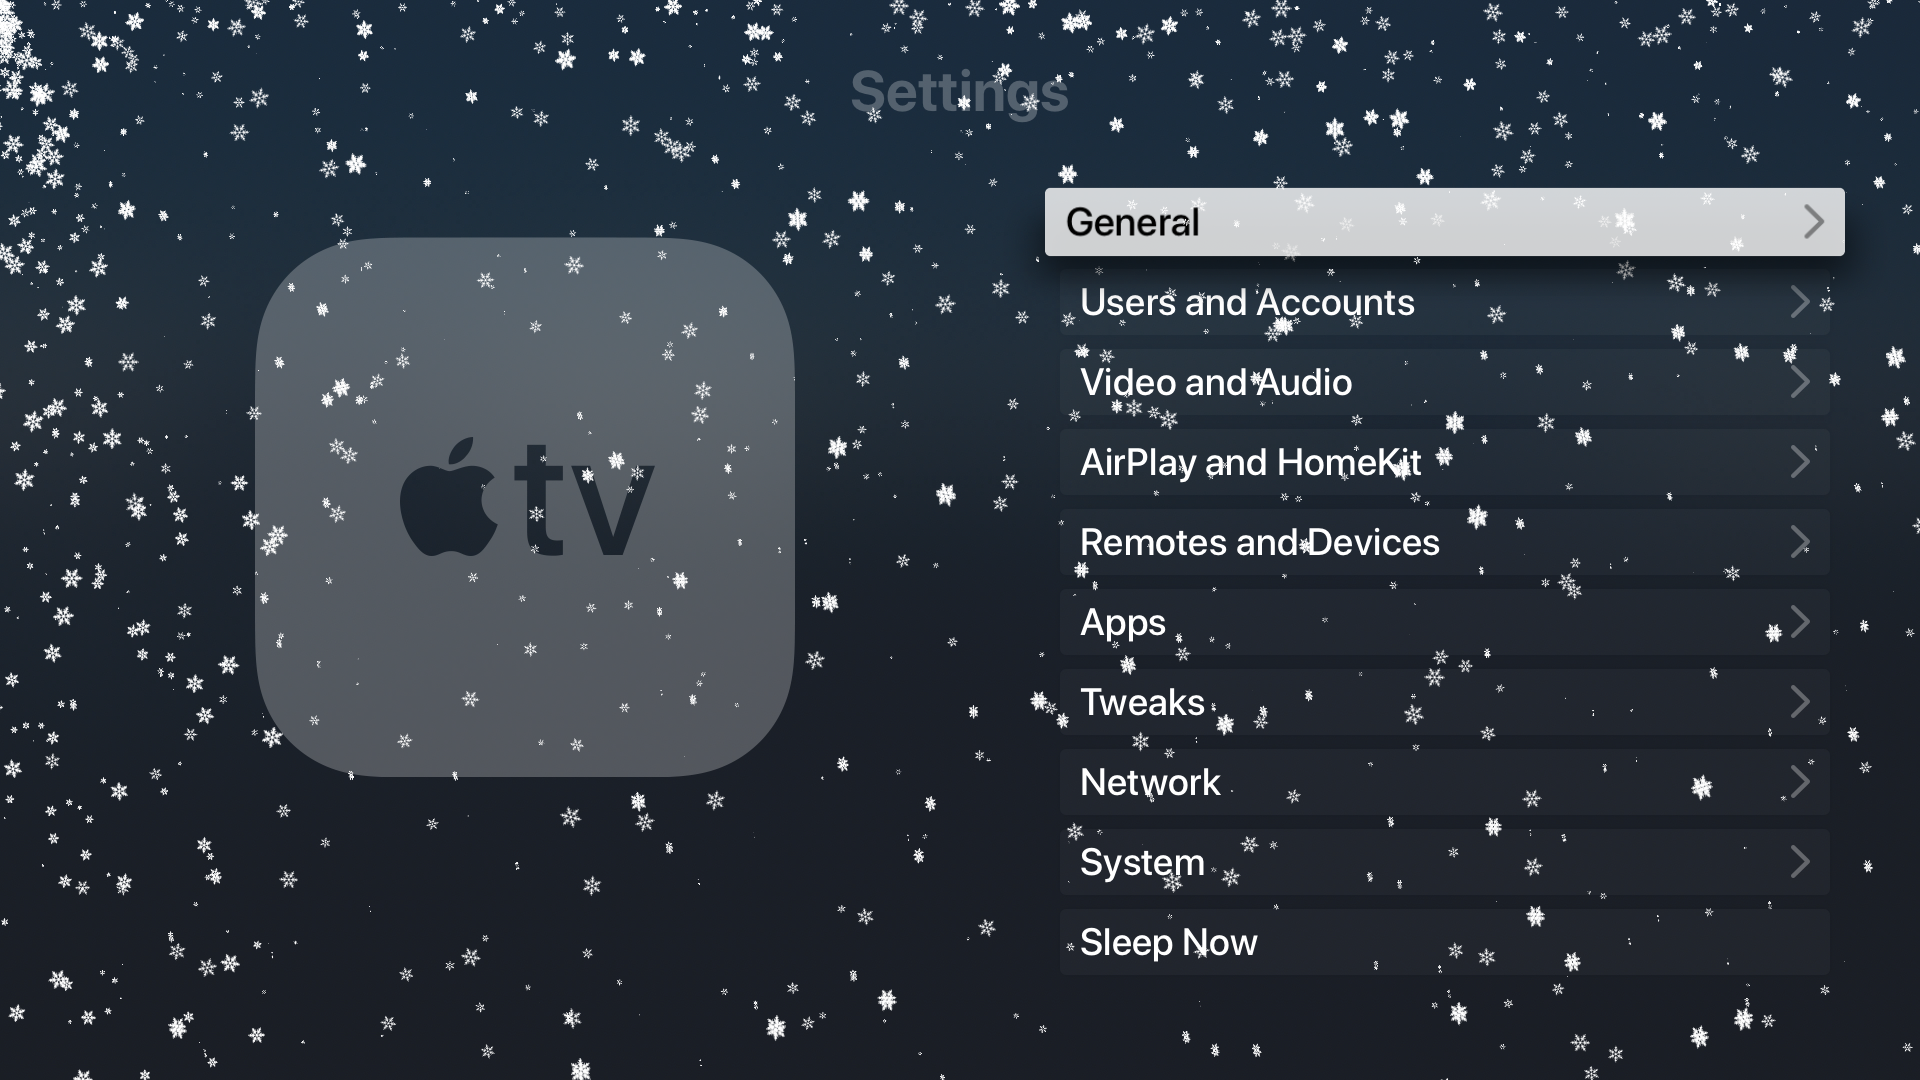 Settings
tv
General
Users and Accounts
Video and Audio
AirPlay and HomeKit
Remotes and Devices
Apps
Tweaks
Network
System
Sleep Now